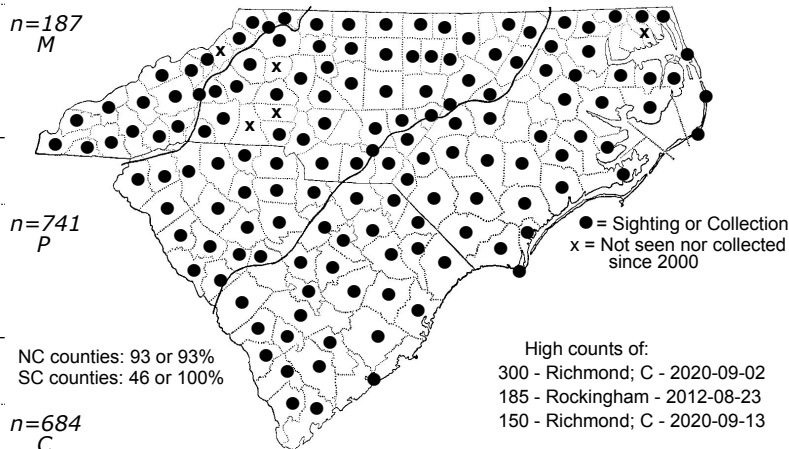 n=187
M
n=741
P
n=684
C
NC counties: 93 or 93%
SC counties: 46 or 100%
● = Sighting or Collection
x = Not seen nor collected
since 2000
High counts of:
300 - Richmond; C - 2020-09-02
185 - Rockingham - 2012-08-23
150 - Richmond; C - 2020-09-13
x
x
x
x
x